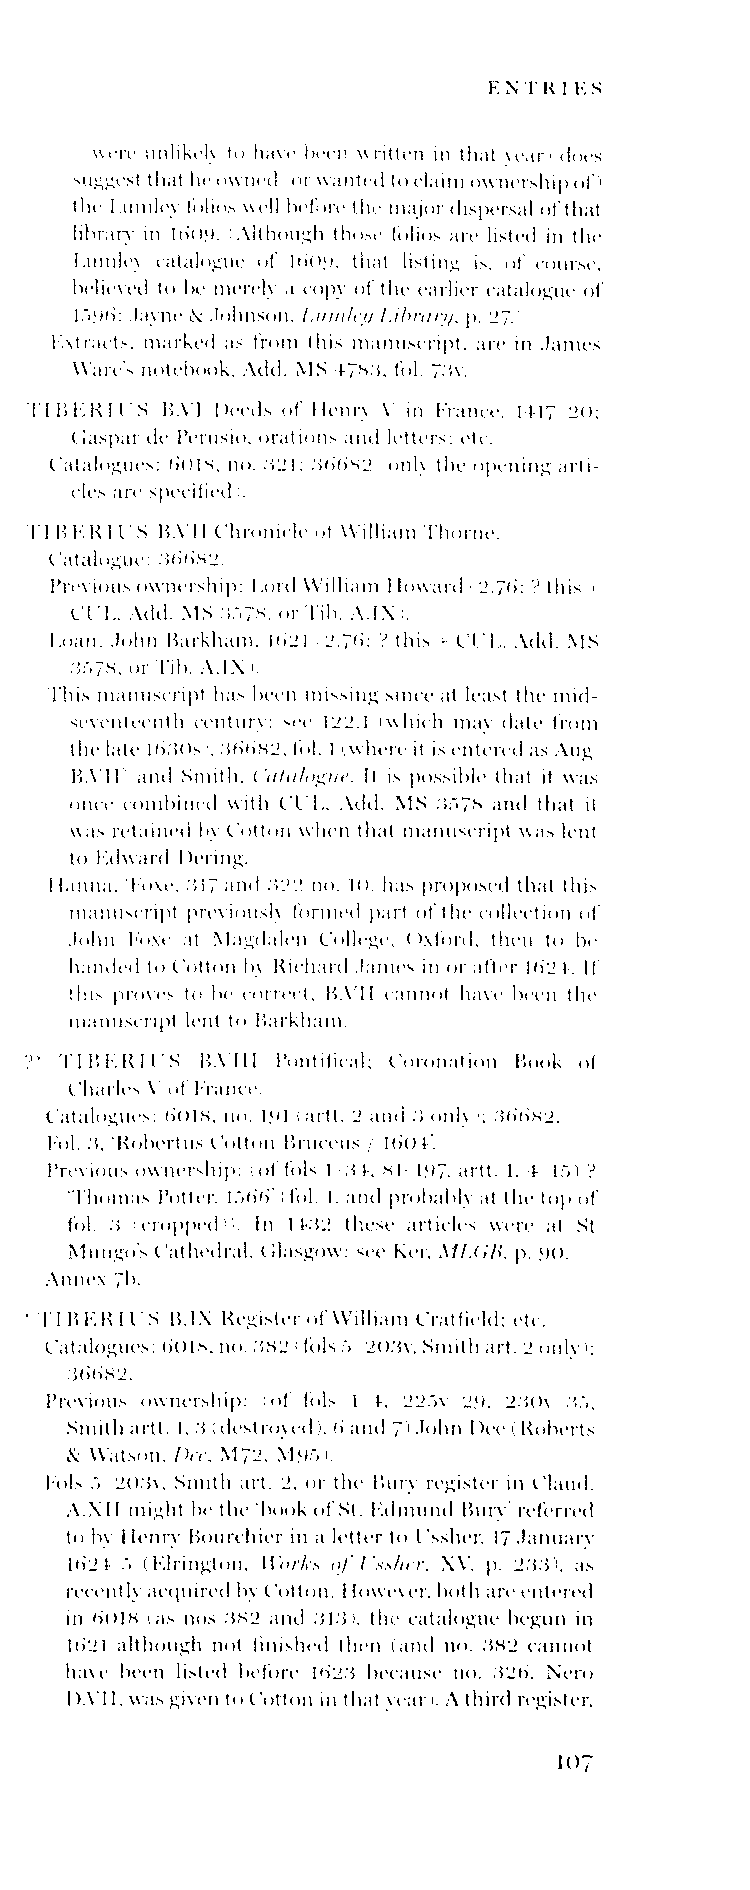 ENTRIES
were unlikely to have been written in that year) does
suggest that he owned (or wanted to claim ownership of)
the Lumley folios well before the major dispersal of that
library in 1609. (Although those folios are listed in the
Lumley catalogue of 1609, that listing is, of course,
believed to be merely a copy of the earlier catalogue of
1596: Jayne & Johnson, Lumley Library, p. 27.)
Extracts, marked as from this manuscript, are in James
Ware's notebook, Add. MS 4783, fol. 73v.
TIBERIUS B.VI Deeds of Henry V in France, 1417–20;
Gaspar de Perusio, orations and letters; etc.
Catalogues: 6018, no. 321; 36682 (only the opening arti-
cles are specified).
TIBERIUS B.VII Chronicle of William Thorne.
Catalogue: 36682.
Previous ownership: Lord William Howard (2.76: ? this +
CUL, Add. MS 3578, or Tib. A.IX).
Loan: John Barkham, 1621 (2.76: ? this + CUL, Add. MS
3578, or Tib. A.IX).
This manuscript has been missing since at least the mid-
seventeenth century: see 122.1 (which may date from
the late 1630s), 36682, fol. 1 (where it is entered as 'Aug
B.VII' and Smith, Catalogue. It is possible that it was
once combined with CUL, Add. MS 3578 and that it
was retained by Cotton when that manuscript was lent
to Edward Dering.
Hanna, 'Foxe, 317 and 322 no. 10, has proposed that this
manuscript previously formed part of the collection of
John Foxe at Magdalen College, Oxford, then to be
handed to Cotton by Richard James in or after 1624. If
this proves to be correct, B.VII cannot have been the
manuscript lent to Barkham.
?* TIBERIUS B.VIII Pontifical; Coronation Book of
Charles V of France.
Catalogues: 6018, no. 191 (artt. 2 and 3 only); 36682.
Fol. 3, 'Robertus Cotton Bruceus / 1604'.
Previous ownership: (of fols 1–34, 81–197, artt. 1, 4–15) ?
'Thomas Potter, 1566' (fol. 1, and probably at the top of
fol. 3 (cropped)). In 1432 these articles were at St
Mungo's Cathedral, Glasgow: see Ker, MLGB, p. 90.
Annex 7b.
* TIBERIUS B.IX Register of William Cratfield; etc.
Catalogues: 6018, no. 382 (fols 5–203v, Smith art. 2 only);
36682.
Previous ownership: (of fols 1–4, 225v–29, 230v–35,
Smith artt. 1, 3 (destroyed), 6 and 7) John Dee (Roberts
& Watson, Dee, M72, M95).
Fols 5–203v, Smith art. 2, or the Bury register in Claud.
A.XII might be the 'book of St. Edmund Bury' referred
to by Henry Bourchier in a letter to Ussher, 17 January
1624/5 (Elrington, Works of Ussher, XV, p. 233), as
recently acquired by Cotton. However, both are entered
in 6018 (as nos 382 and 313), the catalogue begun in
1621 although not finished then (and no. 382 cannot
have been listed before 1623 because no. 326, Nero
D.VII, was given to Cotton in that year). A third register,
107